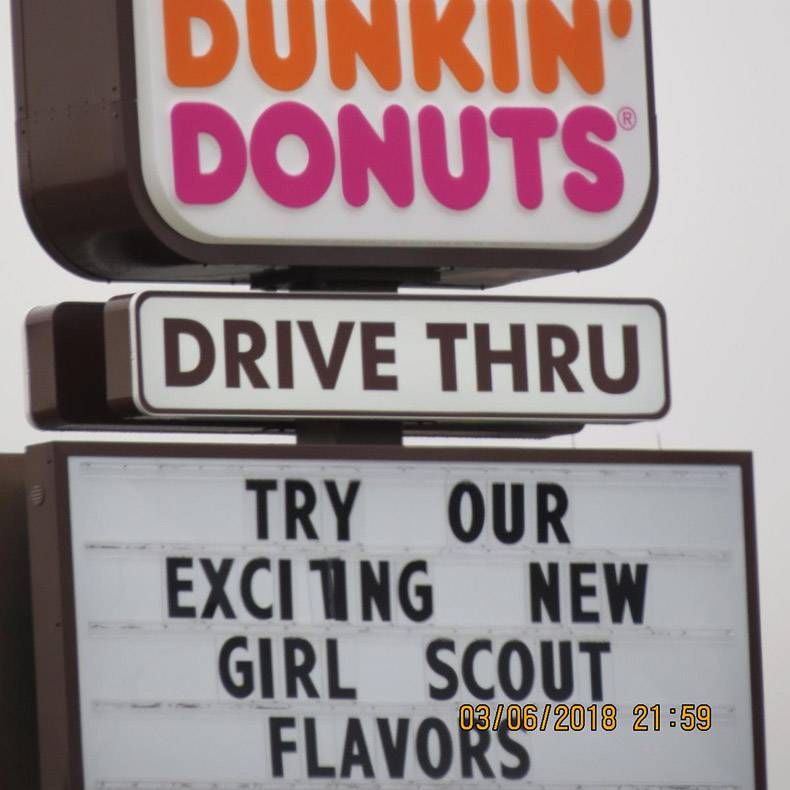 DUNKIN'
DONUTS®
DRIVE THRU
TRY OUR
EXCITING NEW
GIRL SCOUT
FLAVORS
03/06/2018 21:59